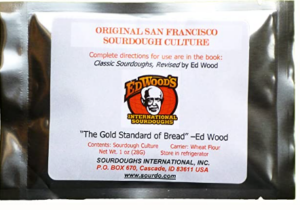 ORIGINAL SAN FRANCISCO
SOURDOUGH CULTURE
Complete directions for use are in the book:
Classic Sourdoughs, Revised by Ed Wood
ED WOOD'S
INTERNATIONAL
SOURDOUGHS
"The Gold Standard of Bread" –Ed Wood
Contents: Sourdough Culture Carrier: Wheat Flour
Net Wt. 1 oz (28G) Store in refrigerator
SOURDOUGHS INTERNATIONAL, INC.
P.O. BOX 670, Cascade, ID 83611 USA
www.sourdo.com